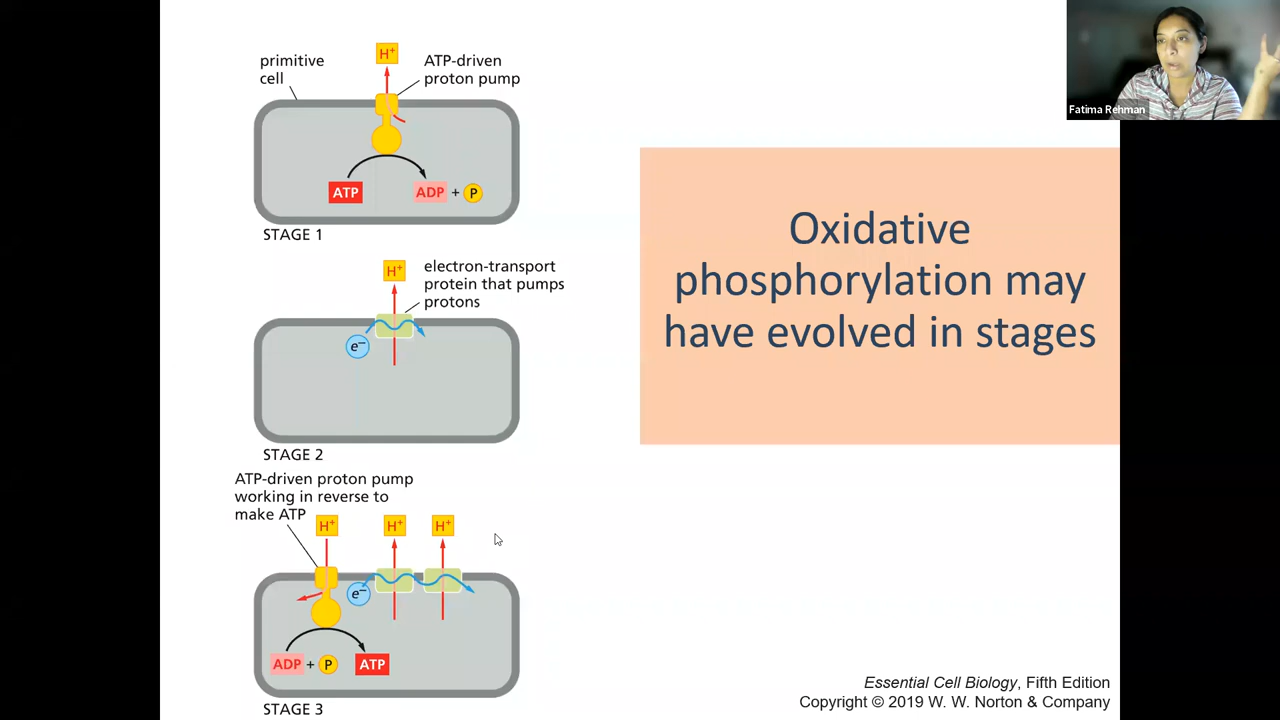 primitive
cell
H+
ATP-driven
proton pump
ATP
ADP + P
STAGE 1
H+
electron-transport
protein that pumps
protons
e–
STAGE 2
ATP-driven proton pump
working in reverse to
make ATP
H+
H+
H+
e–
ADP + P
ATP
STAGE 3
Oxidative
phosphorylation may
have evolved in stages
Essential Cell Biology, Fifth Edition
Copyright © 2019 W. W. Norton & Company
Fatima Rehman